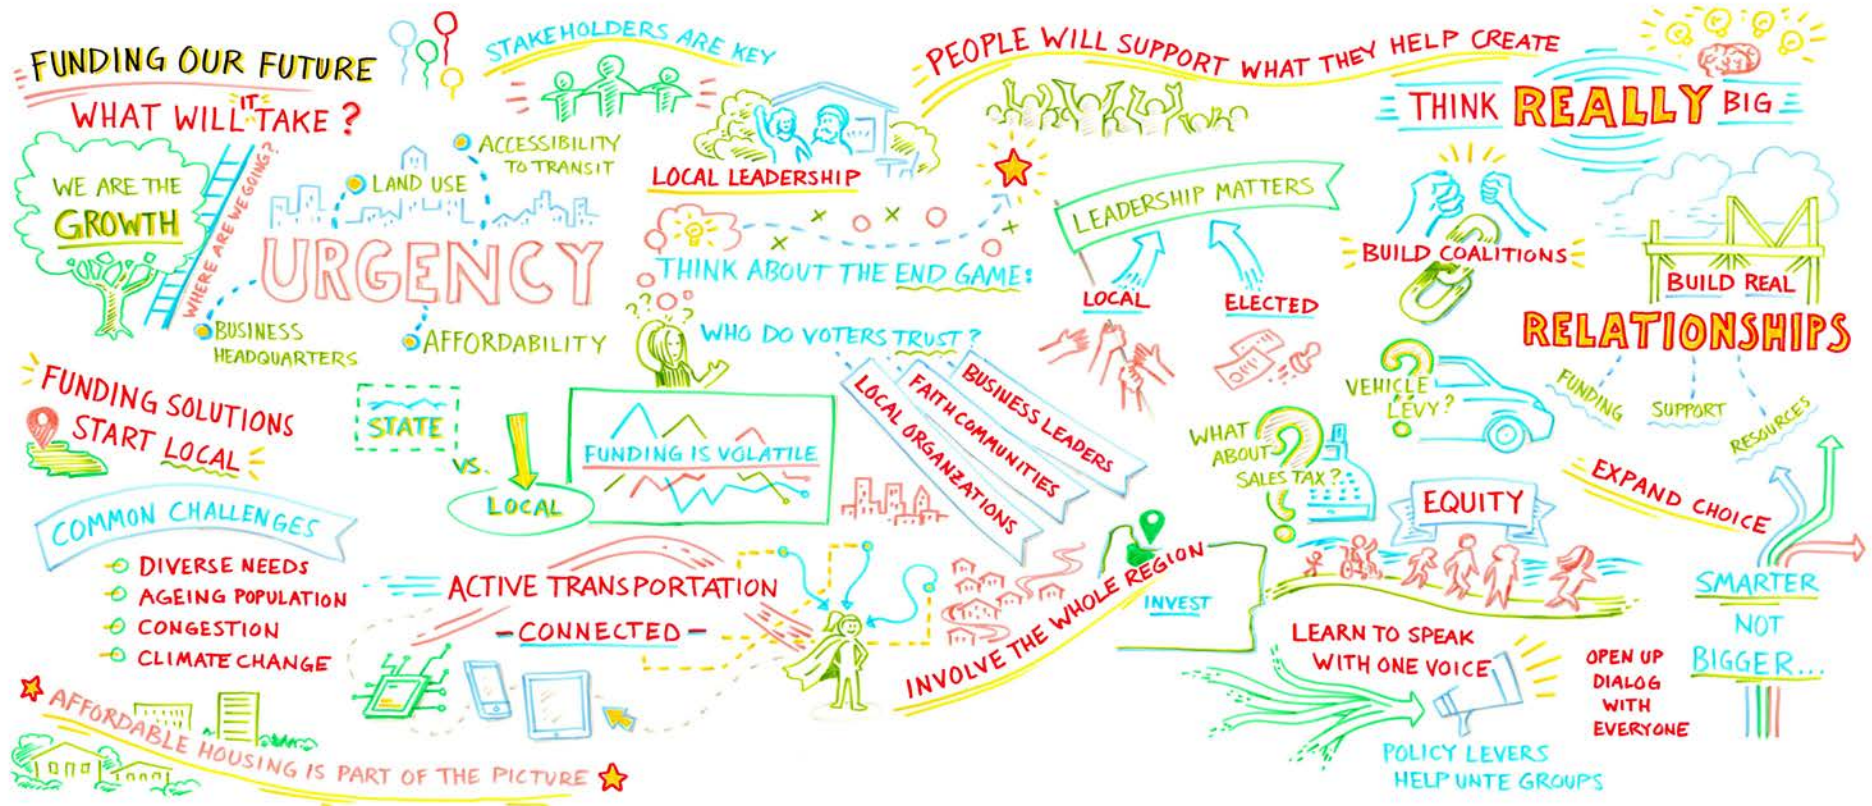 FUNDING OUR FUTURE
WHAT WILL IT TAKE?
WE ARE THE
GROWTH
WHERE ARE WE GOING?
URGENCY
LAND USE
ACCESSIBILITY
TO TRANSIT
BUSINESS
HEADQUARTERS
AFFORDABILITY
STAKEHOLDERS ARE KEY
LOCAL LEADERSHIP
THINK ABOUT THE END GAME:
WHO DO VOTERS TRUST?
LOCAL ORGANZATIONS
FAITH COMMUNITIES
BUSINESS LEADERS
PEOPLE WILL SUPPORT WHAT THEY HELP CREATE
THINK REALLY BIG
LEADERSHIP MATTERS
LOCAL
ELECTED
BUILD COALITIONS
BUILD REAL
RELATIONSHIPS
FUNDING
SUPPORT
RESOURCES
FUNDING SOLUTIONS
START LOCAL
STATE
VS.
LOCAL
FUNDING IS VOLATILE
WHAT
ABOUT
SALES TAX?
VEHICLE
LEVY?
EQUITY
EXPAND CHOICE
SMARTER
NOT
BIGGER...
COMMON CHALLENGES
DIVERSE NEEDS
AGEING POPULATION
CONGESTION
CLIMATE CHANGE
ACTIVE TRANSPORTATION
-CONNECTED-
INVOLVE THE WHOLE REGION
INVEST
LEARN TO SPEAK
WITH ONE VOICE
OPEN UP
DIALOG
WITH
EVERYONE
POLICY LEVERS
HELP UNTE GROUPS
AFFORDABLE HOUSING IS PART OF THE PICTURE